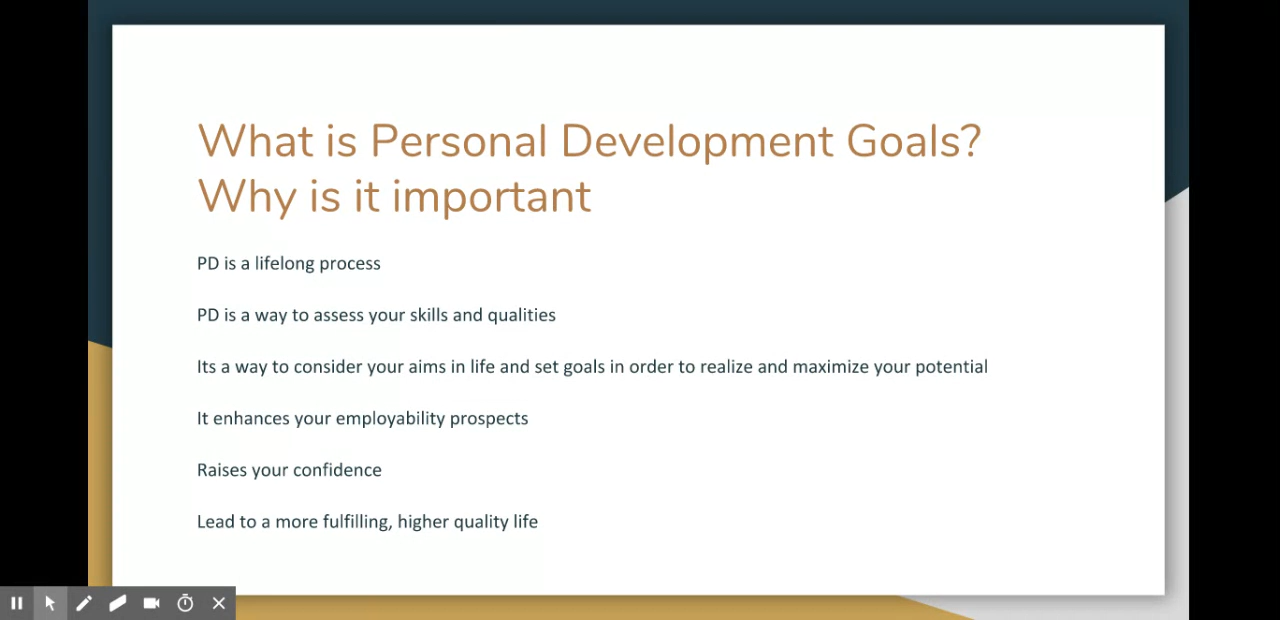 What is Personal Development Goals?
Why is it important
PD is a lifelong process
PD is a way to assess your skills and qualities
Its a way to consider your aims in life and set goals in order to realize and maximize your potential
It enhances your employability prospects
Raises your confidence
Lead to a more fulfilling, higher quality life